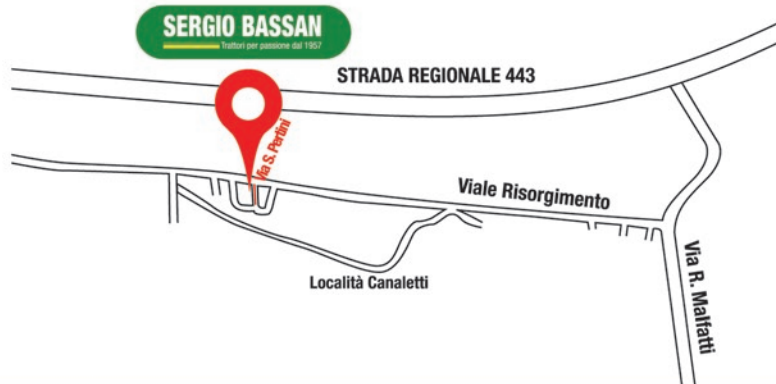 SERGIO BASSAN
Trattori per passione dal 1957
STRADA REGIONALE 443
Via S. Pertini
Viale Risorgimento
Località Canaletti
Via R. Malfatti